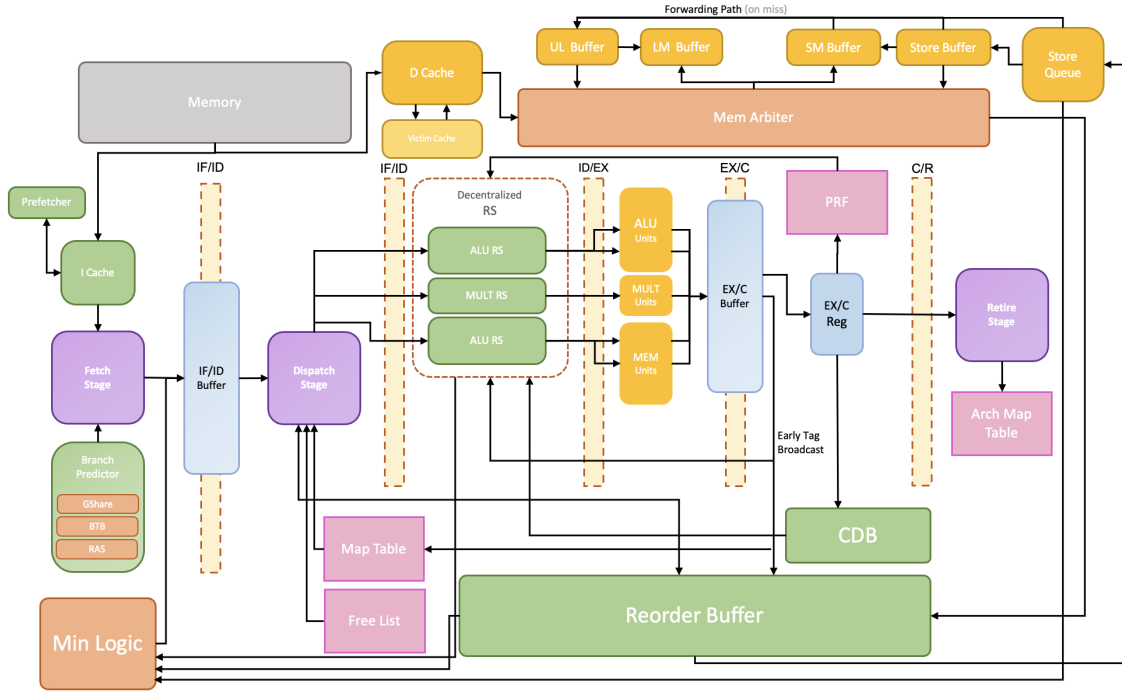 Forwarding Path (on miss)
UL Buffer
LM Buffer
SM Buffer
Store Buffer
Store
Queue
D Cache
Memory
Mem Arbiter
Victim Cache
IF/ID
IF/ID
ID/EX
EX/C
C/R
Decentralized
RS
Prefetcher
PRF
ALU
Units
I Cache
ALU RS
MULT RS
ALU RS
MULT
Units
MEM
Units
EX/C
Buffer
EX/C
Reg
Retire
Stage
Fetch
Stage
IF/ID
Buffer
Dispatch
Stage
Arch Map
Table
Early Tag
Broadcast
Branch
Predictor
GShare
BTB
RAS
Map Table
CDB
Free List
Reorder Buffer
Min Logic